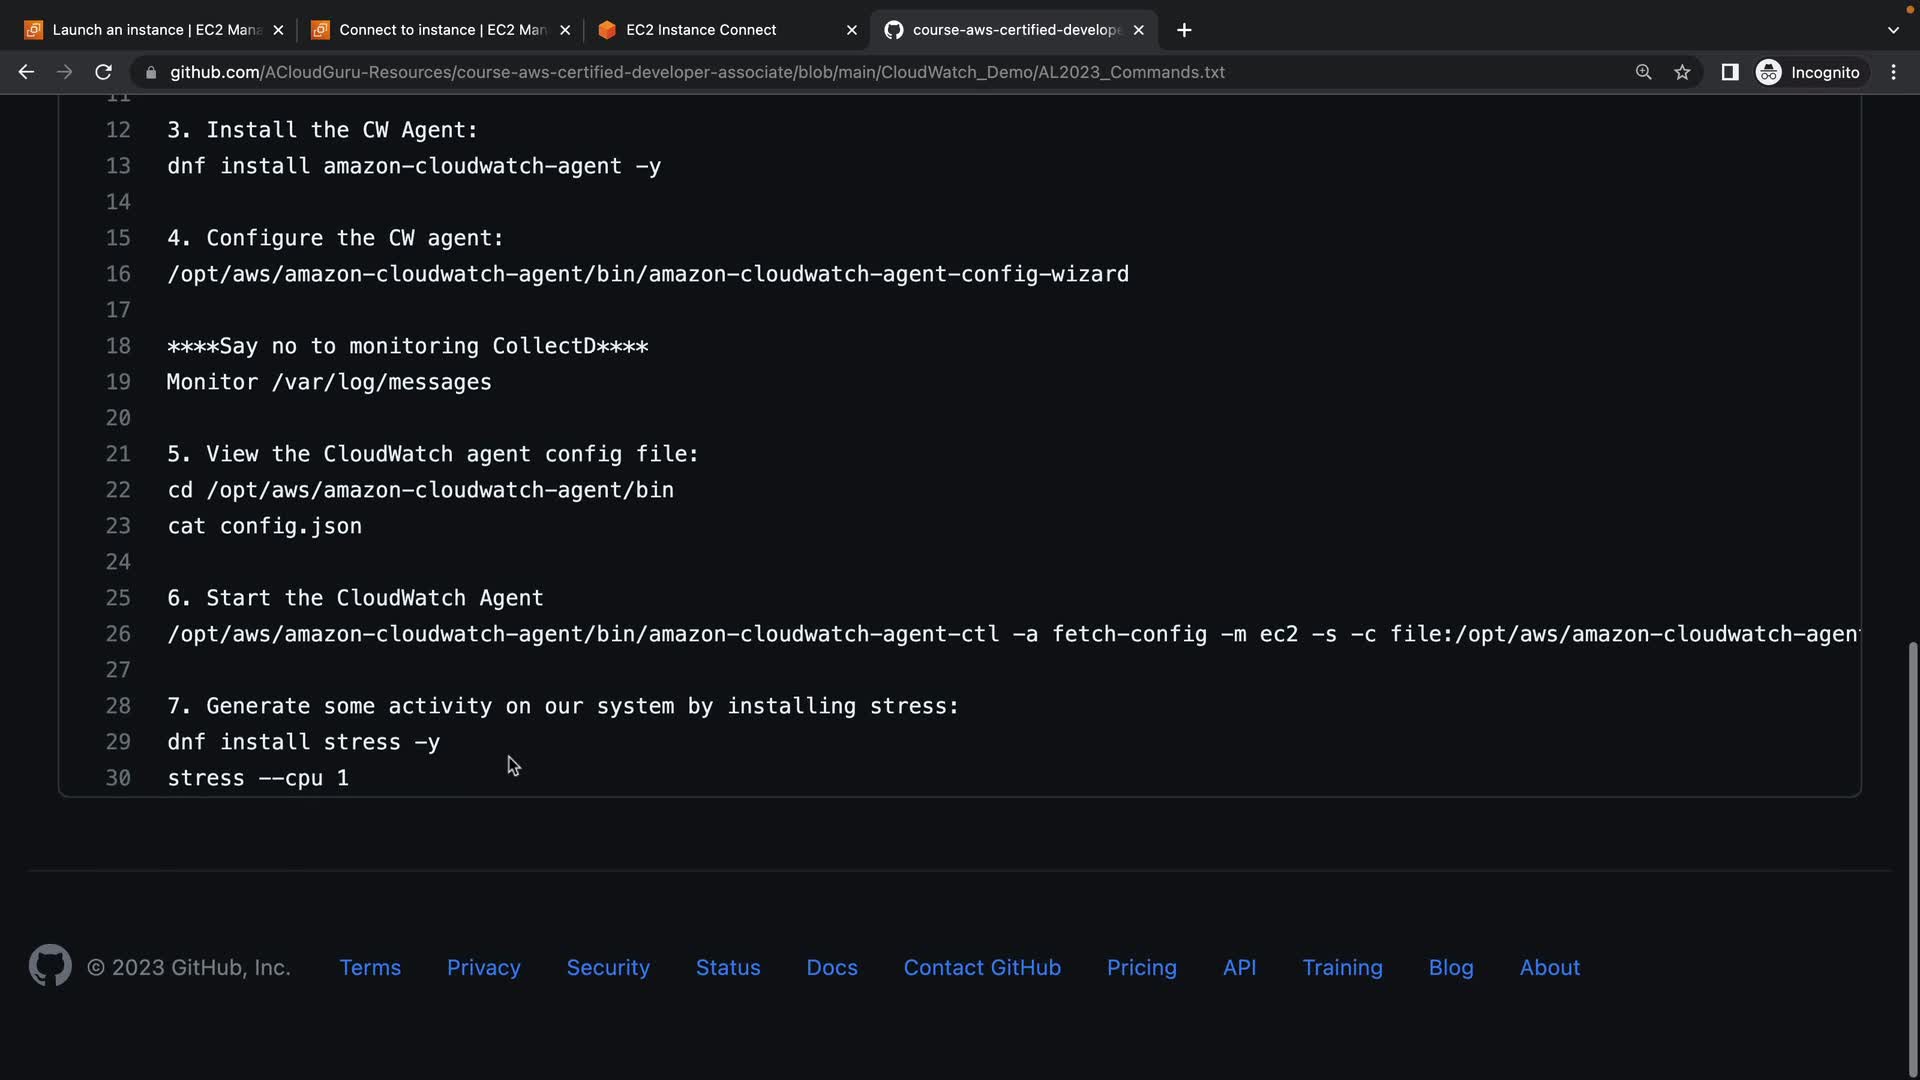 Launch an instance | EC2 Mana
Connect to instance | EC2 Man
EC2 Instance Connect
course-aws-certified-develope
github.com/ACloudGuru-Resources/course-aws-certified-developer-associate/blob/main/CloudWatch_Demo/AL2023_Commands.txt
Incognito
11
12 3. Install the CW Agent:
13 dnf install amazon-cloudwatch-agent -y
14
15 4. Configure the CW agent:
16 /opt/aws/amazon-cloudwatch-agent/bin/amazon-cloudwatch-agent-config-wizard
17
18 ****Say no to monitoring CollectD****
19 Monitor /var/log/messages
20
21 5. View the CloudWatch agent config file:
22 cd /opt/aws/amazon-cloudwatch-agent/bin
23 cat config.json
24
25 6. Start the CloudWatch Agent
26 /opt/aws/amazon-cloudwatch-agent/bin/amazon-cloudwatch-agent-ctl -a fetch-config -m ec2 -s -c file:/opt/aws/amazon-cloudwatch-agen
27
28 7. Generate some activity on our system by installing stress:
29 dnf install stress -y
30 stress --cpu 1
© 2023 GitHub, Inc. Terms Privacy Security Status Docs Contact GitHub Pricing API Training Blog About